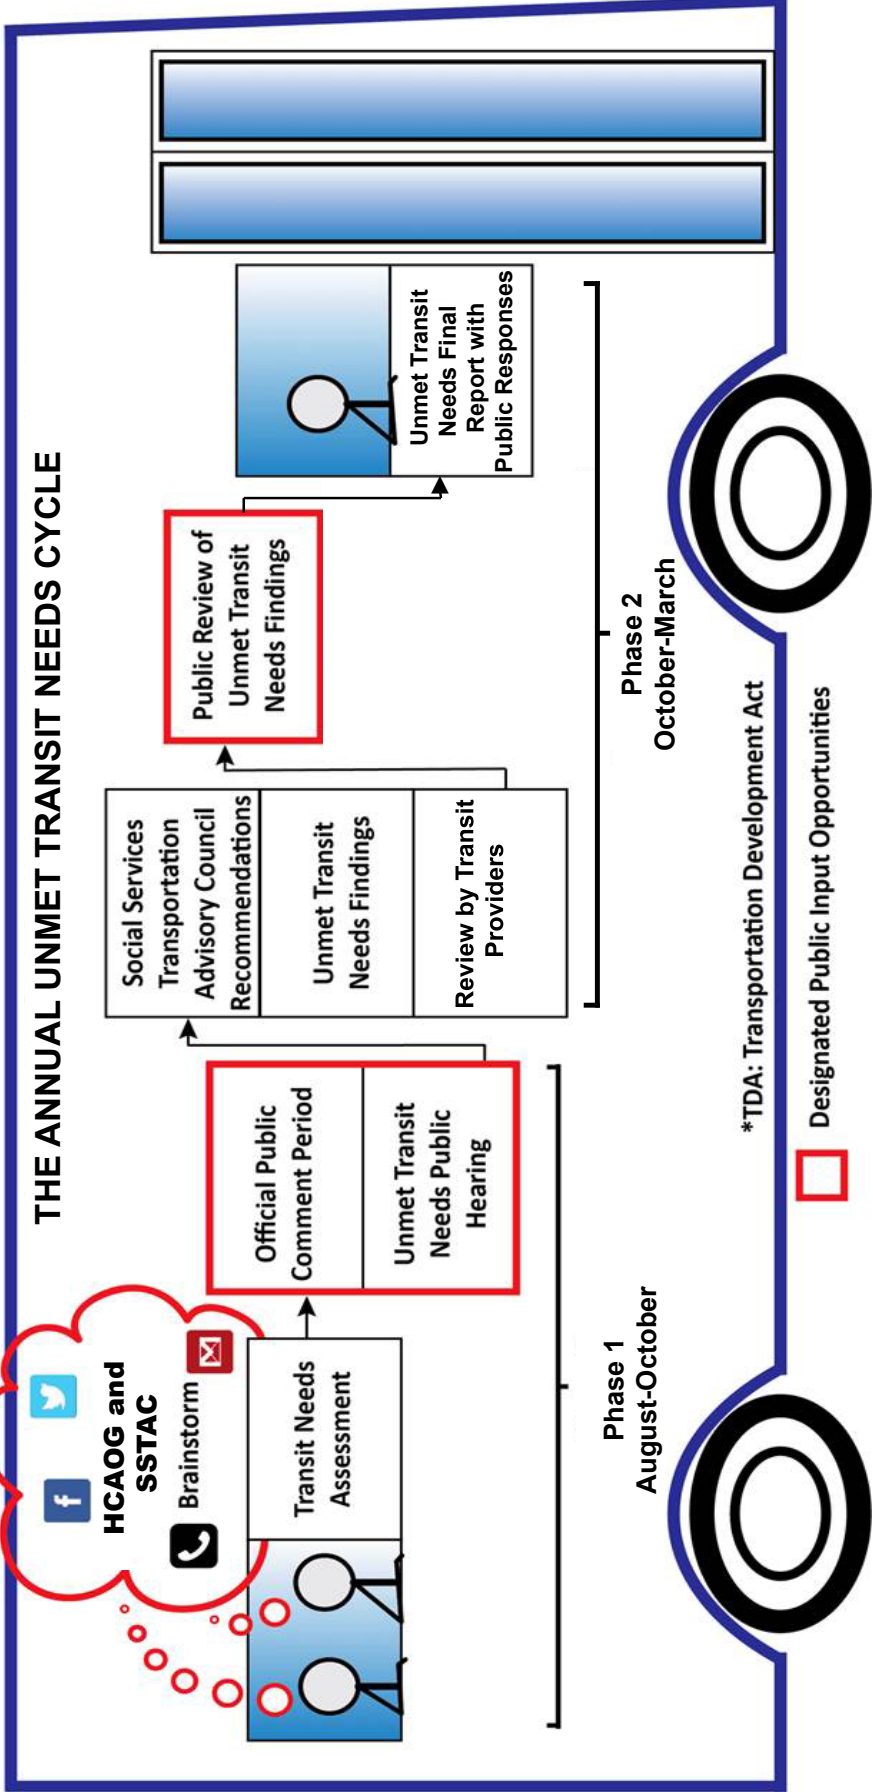 THE ANNUAL UNMET TRANSIT NEEDS CYCLE
f
HCAOG and
SSTAC
Brainstorm
Transit Needs
Assessment
Official Public
Comment Period
Unmet Transit
Needs Public
Hearing
Social Services
Transportation
Advisory Council
Recommendations
Unmet Transit
Needs Findings
Review by Transit
Providers
Public Review of
Unmet Transit
Needs Findings
Unmet Transit
Needs Final
Report with
Public Responses
Phase 1
August-October
Phase 2
October-March
*TDA: Transportation Development Act
Designated Public Input Opportunities